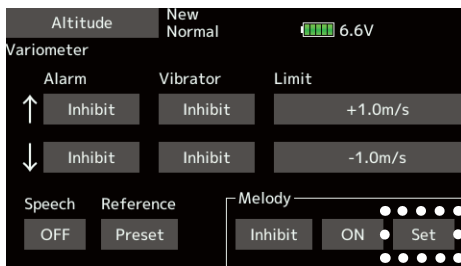 Altitude
New
Normal
6.6V
Variometer
Alarm Vibrator Limit
Inhibit Inhibit +1.0m/s
Inhibit Inhibit -1.0m/s
Speech Reference Melody
OFF Preset Inhibit ON Set